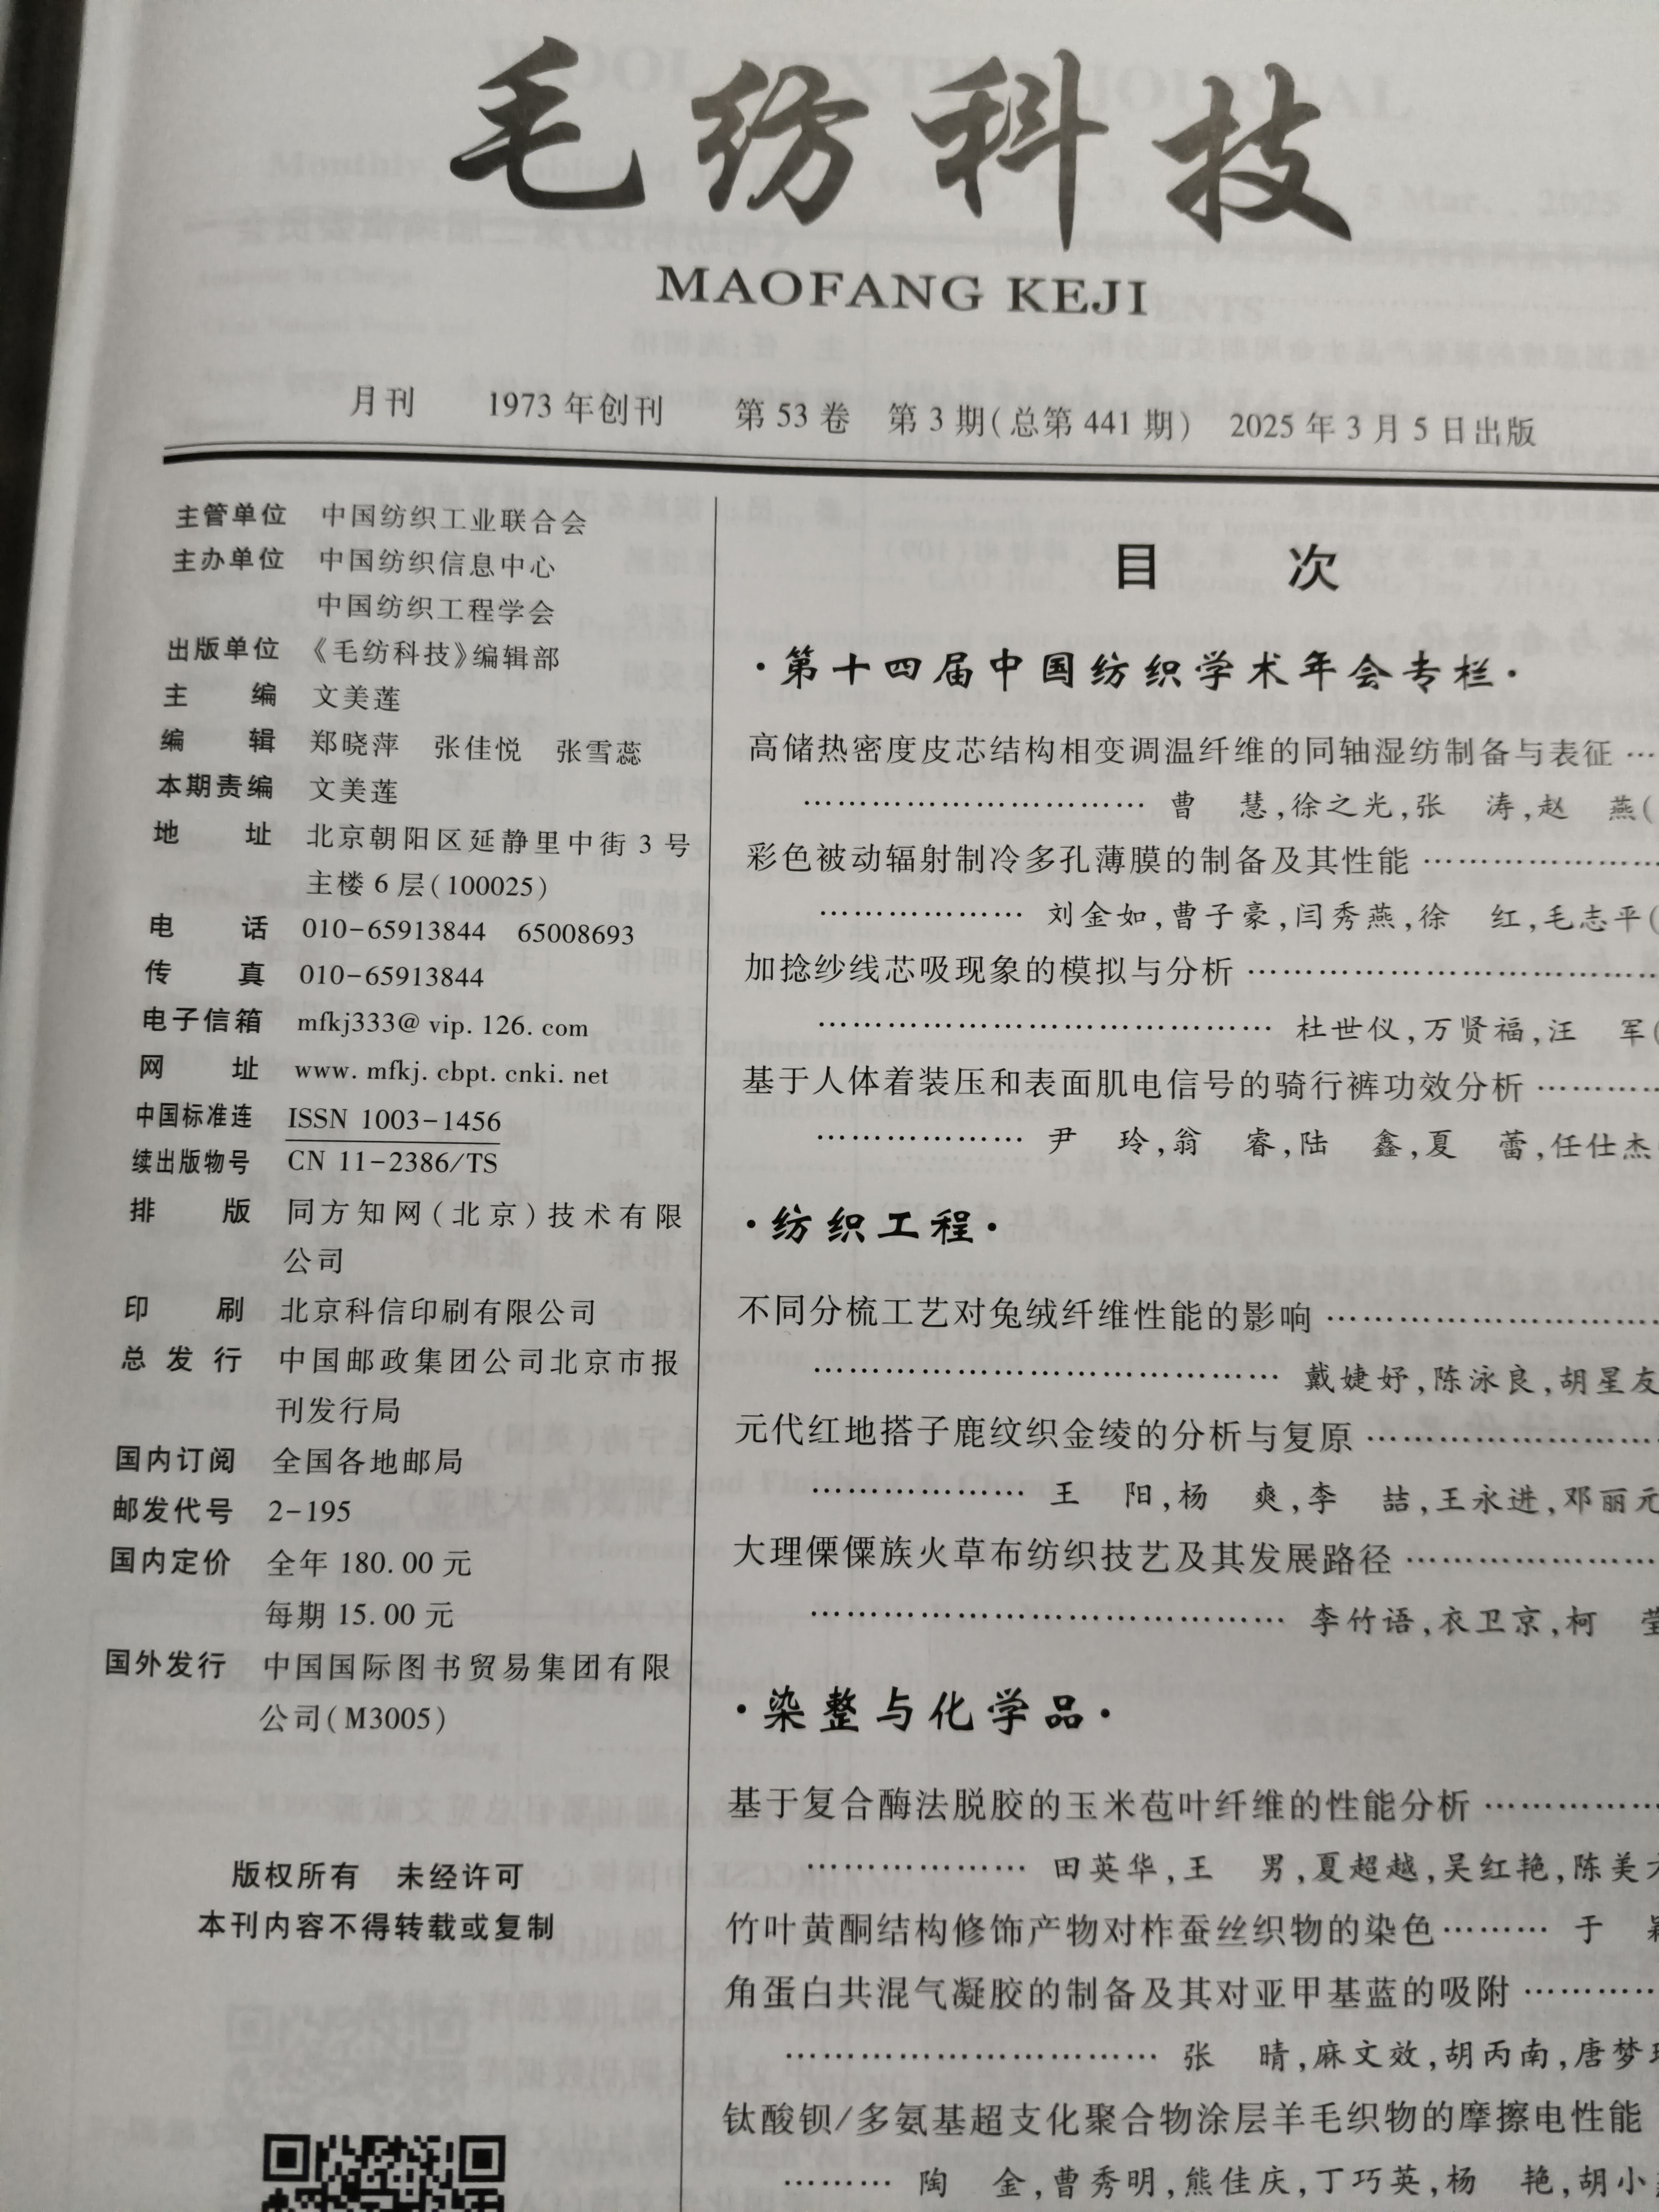 毛纺科技
MAOFANG KEJI
月刊 1973年创刊 第53卷 第3期(总第441期) 2025年3月5日出版
主管单位 中国纺织工业联合会
主办单位 中国纺织信息中心
中国纺织工程学会
出版单位 《毛纺科技》编辑部
主编 文美莲
编辑 郑晓萍 张佳悦 张雪蕊
本期责编 文美莲
地址 北京朝阳区延静里中街3号
主楼6层(100025)
电话 010-65913844 65008693
传真 010-65913844
电子信箱 mfkj333@vip.126.com
网址 www.mfkj.cbpt.cnki.net
中国标准连 ISSN 1003-1456
续出版物号 CN 11-2386/TS
排版 同方知网(北京)技术有限
公司
印刷 北京科信印刷有限公司
总发行 中国邮政集团公司北京市报
刊发行局
国内订阅 全国各地邮局
邮发代号 2-195
国内定价 全年180.00元
每期15.00元
国外发行 中国国际图书贸易集团有限
公司(M3005)
版权所有 未经许可
本刊内容不得转载或复制
目次
·第十四届中国纺织学术年会专栏·
高储热密度皮芯结构相变调温纤维的同轴湿纺制备与表征…
…………………………曹 慧,徐之光,张 涛,赵 燕(
彩色被动辐射制冷多孔薄膜的制备及其性能…………………
………………刘金如,曹子豪,闫秀燕,徐 红,毛志平(
加捻纱线芯吸现象的模拟与分析……………………………
…………………………………杜世仪,万贤福,汪 军(
基于人体着装压和表面肌电信号的骑行裤功效分析…………
………………尹 玲,翁 睿,陆 鑫,夏 蕾,任仕杰
·纺织工程·
不同分梳工艺对兔绒纤维性能的影响………………………
…………………………………戴婕妤,陈泳良,胡星友
元代红地搭子鹿纹织金绫的分析与复原……………………
………………王 阳,杨 爽,李 喆,王永进,邓丽元
大理傈僳族火草布纺织技艺及其发展路径…………………
…………………………………李竹语,衣卫京,柯 莹
·染整与化学品·
基于复合酶法脱胶的玉米苞叶纤维的性能分析……………
………………田英华,王 男,夏超越,吴红艳,陈美
竹叶黄酮结构修饰产物对柞蚕丝织物的染色………于
角蛋白共混气凝胶的制备及其对亚甲基蓝的吸附…………
…………………………张 晴,麻文效,胡丙南,唐梦
钛酸钡/多氨基超支化聚合物涂层羊毛织物的摩擦电性能
………陶 金,曹秀明,熊佳庆,丁巧英,杨 艳,胡小